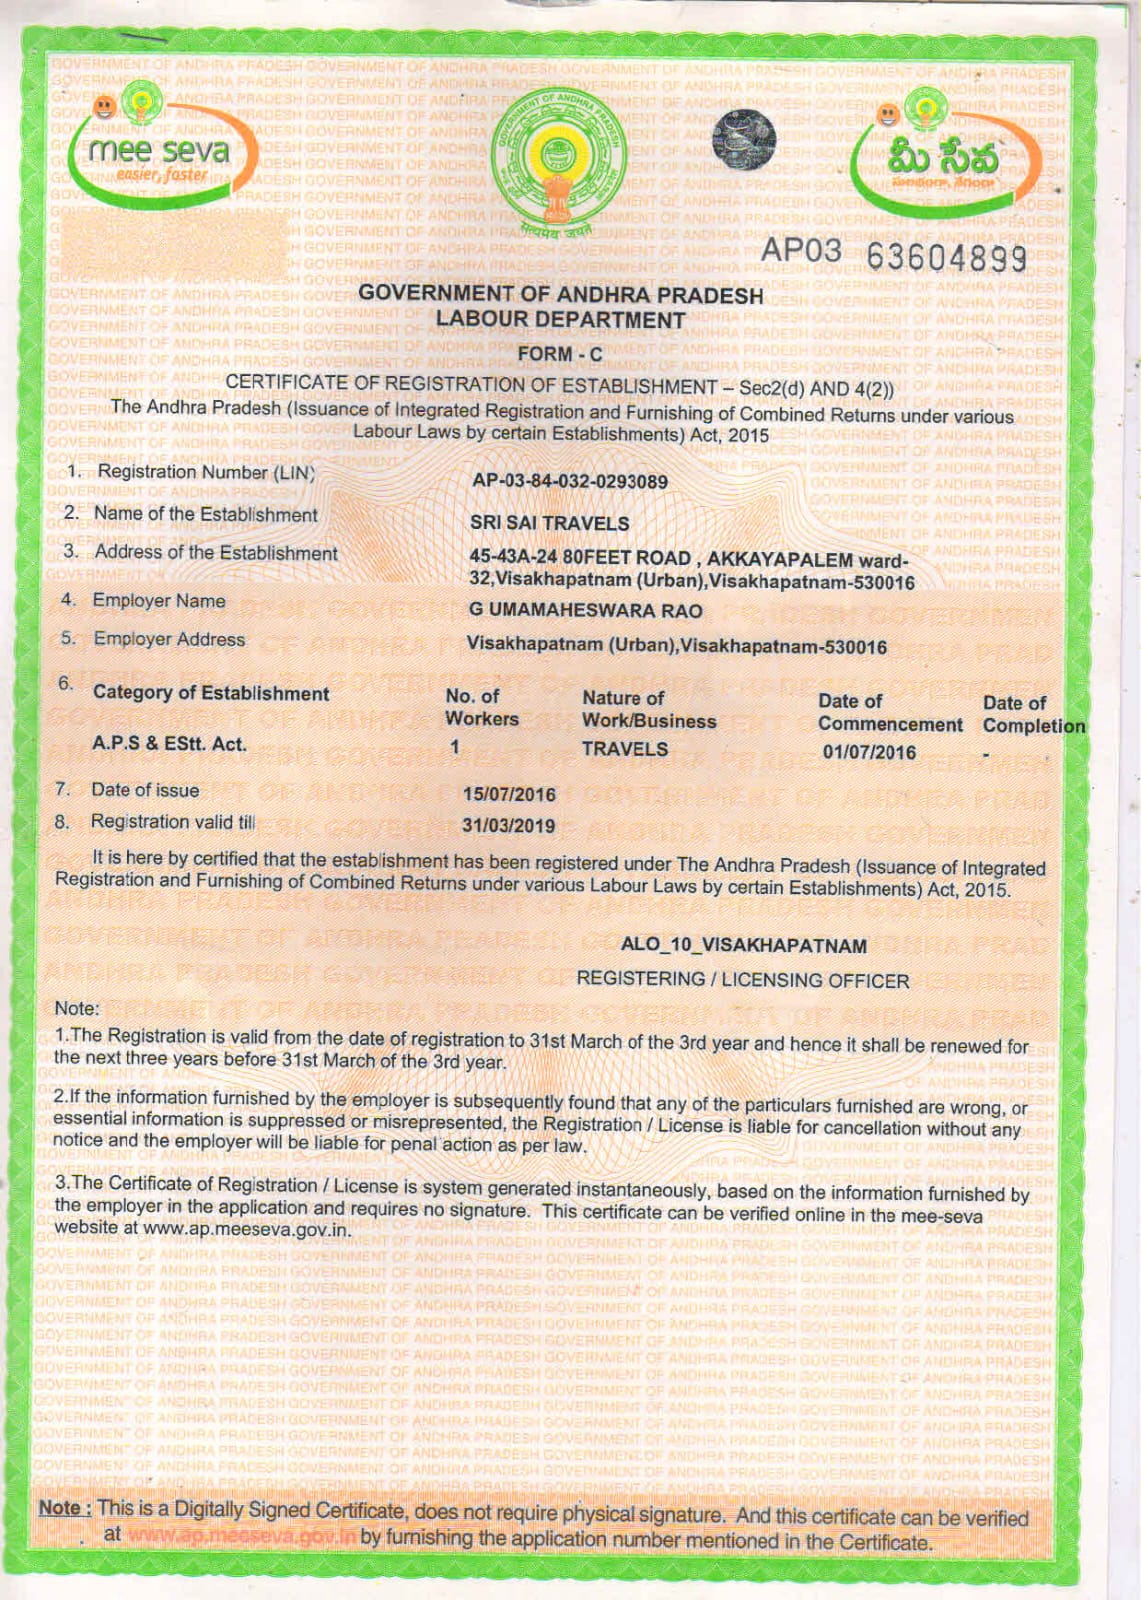 mee seva
easier, faster
GOVERNMENT OF ANDHRA PRADESH
सत्यमेव जयते
మీ సేవ
AP03 63604899
GOVERNMENT OF ANDHRA PRADESH
LABOUR DEPARTMENT
FORM - C
CERTIFICATE OF REGISTRATION OF ESTABLISHMENT – Sec2(d) AND 4(2))
The Andhra Pradesh (Issuance of Integrated Registration and Furnishing of Combined Returns under various
Labour Laws by certain Establishments) Act, 2015
1. Registration Number (LIN) AP-03-84-032-0293089
2. Name of the Establishment SRI SAI TRAVELS
3. Address of the Establishment 45-43A-24 80FEET ROAD , AKKAYAPALEM ward-
32,Visakhapatnam (Urban),Visakhapatnam-530016
4. Employer Name G UMAMAHESWARA RAO
5. Employer Address Visakhapatnam (Urban),Visakhapatnam-530016
6. Category of Establishment No. of Nature of Date of Date of
Workers Work/Business Commencement Completion
A.P.S & EStt. Act. 1 TRAVELS 01/07/2016 -
7. Date of issue 15/07/2016
8. Registration valid till 31/03/2019
It is here by certified that the establishment has been registered under The Andhra Pradesh (Issuance of Integrated
Registration and Furnishing of Combined Returns under various Labour Laws by certain Establishments) Act, 2015.
ALO_10_VISAKHAPATNAM
REGISTERING / LICENSING OFFICER
Note:
1.The Registration is valid from the date of registration to 31st March of the 3rd year and hence it shall be renewed for
the next three years before 31st March of the 3rd year.
2.If the information furnished by the employer is subsequently found that any of the particulars furnished are wrong, or
essential information is suppressed or misrepresented, the Registration / License is liable for cancellation without any
notice and the employer will be liable for penal action as per law.
3.The Certificate of Registration / License is system generated instantaneously, based on the information furnished by
the employer in the application and requires no signature. This certificate can be verified online in the mee-seva
website at www.ap.meeseva.gov.in.
Note : This is a Digitally Signed Certificate, does not require physical signature. And this certificate can be verified
at www.ap.meeseva.gov.in by furnishing the application number mentioned in the Certificate.